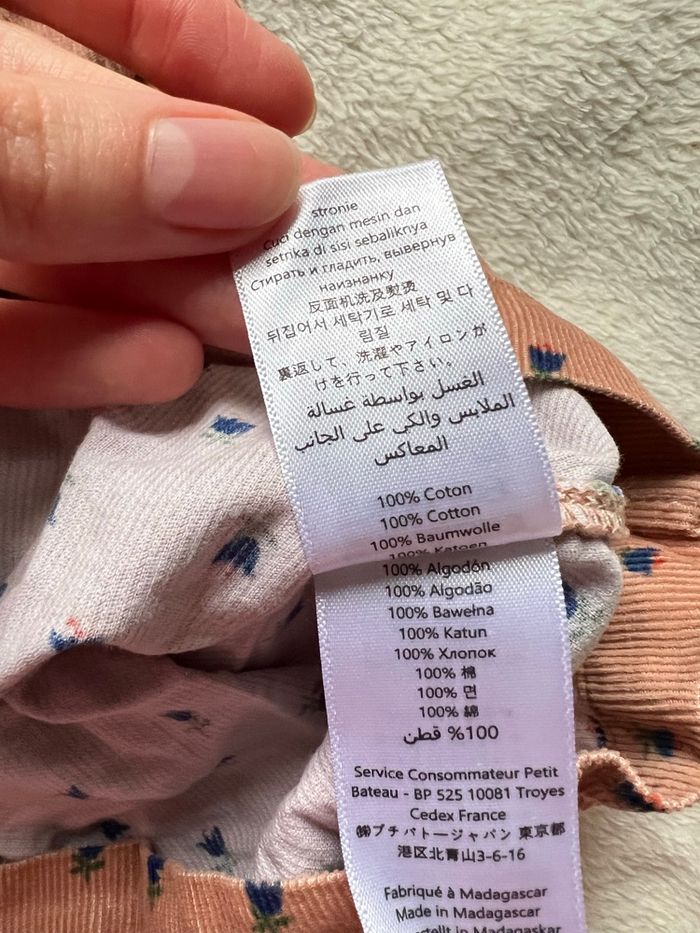 stronie
Cuci dengan mesin dan
setrika di sisi sebaliknya
Стирать и гладить, вывернув
наизнанку
反面机洗及熨烫
뒤집어서 세탁기로 세탁 및 다
림질
裏返して、洗濯やアイロンが
けを行って下さい。
الغسل بواسطة غسالة
الملابس والكي على الجانب
المعاكس
100% Coton
100% Cotton
100% Baumwolle
100% Katoen
100% Algodón
100% Algodão
100% Bawełna
100% Katun
100% Хлопок
100% 棉
100% 면
100% 綿
%100 قطن
Service Consommateur Petit
Bateau - BP 525 10081 Troyes
Cedex France
㈱プチバトージャパン 東京都
港区北青山3-6-16
Fabriqué à Madagascar
Made in Madagascar
Madagaskar